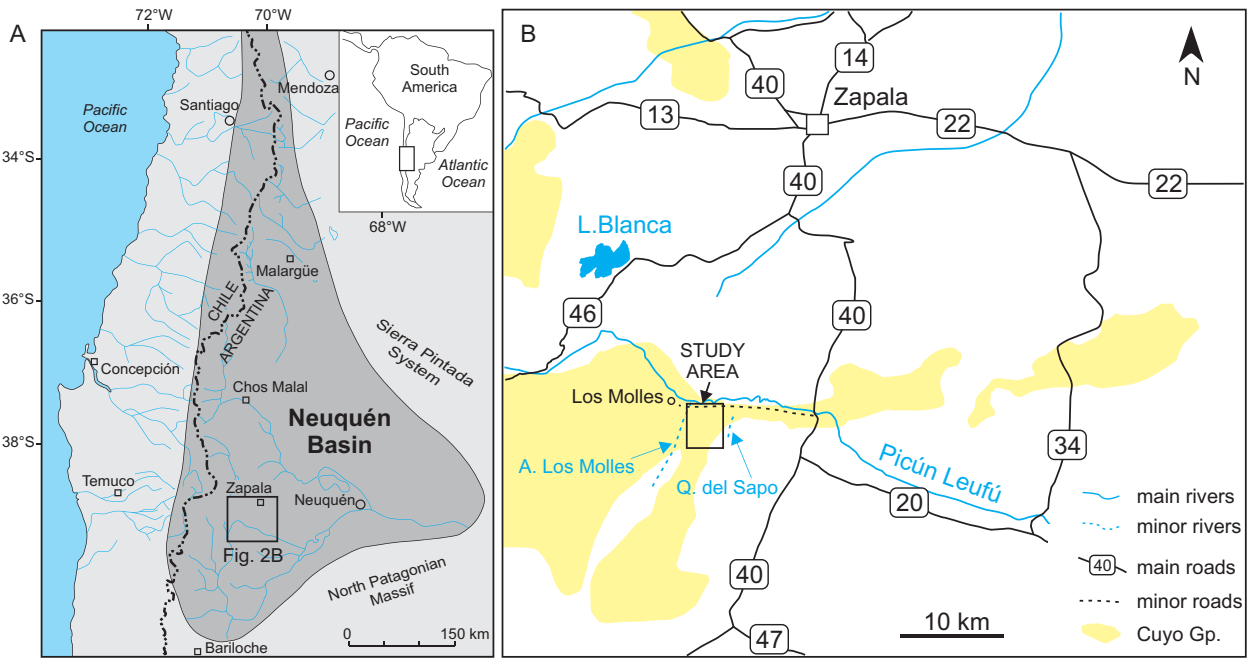 A
72°W
70°W
Pacific
Ocean
Santiago
Mendoza
South
America
Pacific
Ocean
Atlantic
Ocean
34°S
68°W
Malargüe
36°S
CHILE
ARGENTINA
Sierra Pintada
System
Concepción
Chos Malal
Neuquén
Basin
38°S
Temuco
Zapala
Neuquén
Fig. 2B
North Patagonian
Massif
0
150 km
Bariloche
B
14
40
N
Zapala
13
22
40
22
L.Blanca
46
40
STUDY
AREA
Los Molles
A. Los Molles
Q. del Sapo
Picún Leufú
34
20
40
47
10 km
main rivers
minor rivers
40
main roads
minor roads
Cuyo Gp.